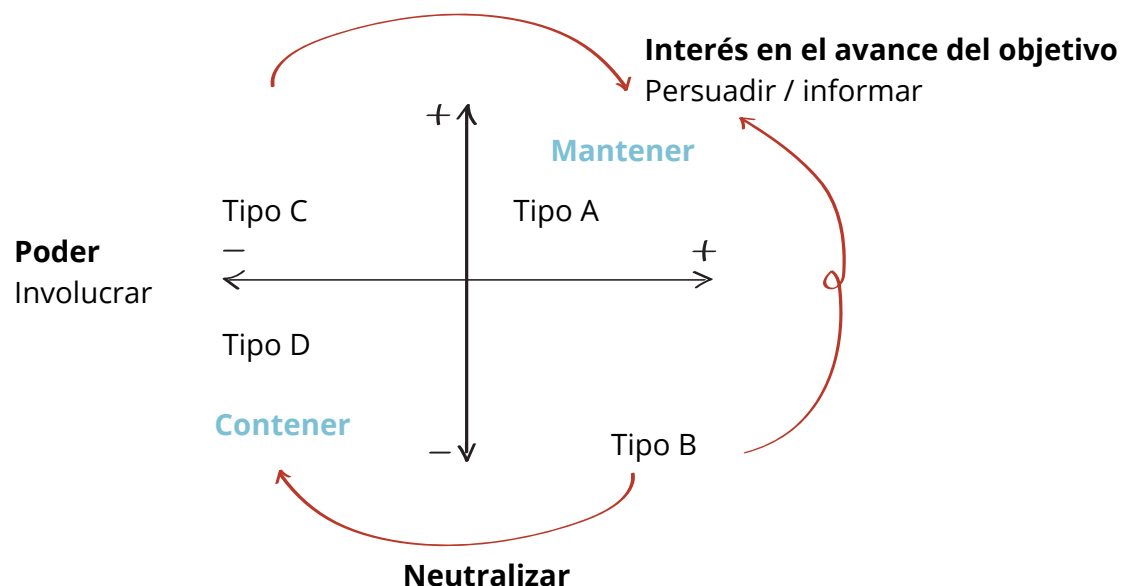 Interés en el avance del objetivo
Persuadir / informar
+
Mantener
Tipo C
Tipo A
Poder
−
+
Involucrar
Tipo D
Contener
−
Tipo B
Neutralizar